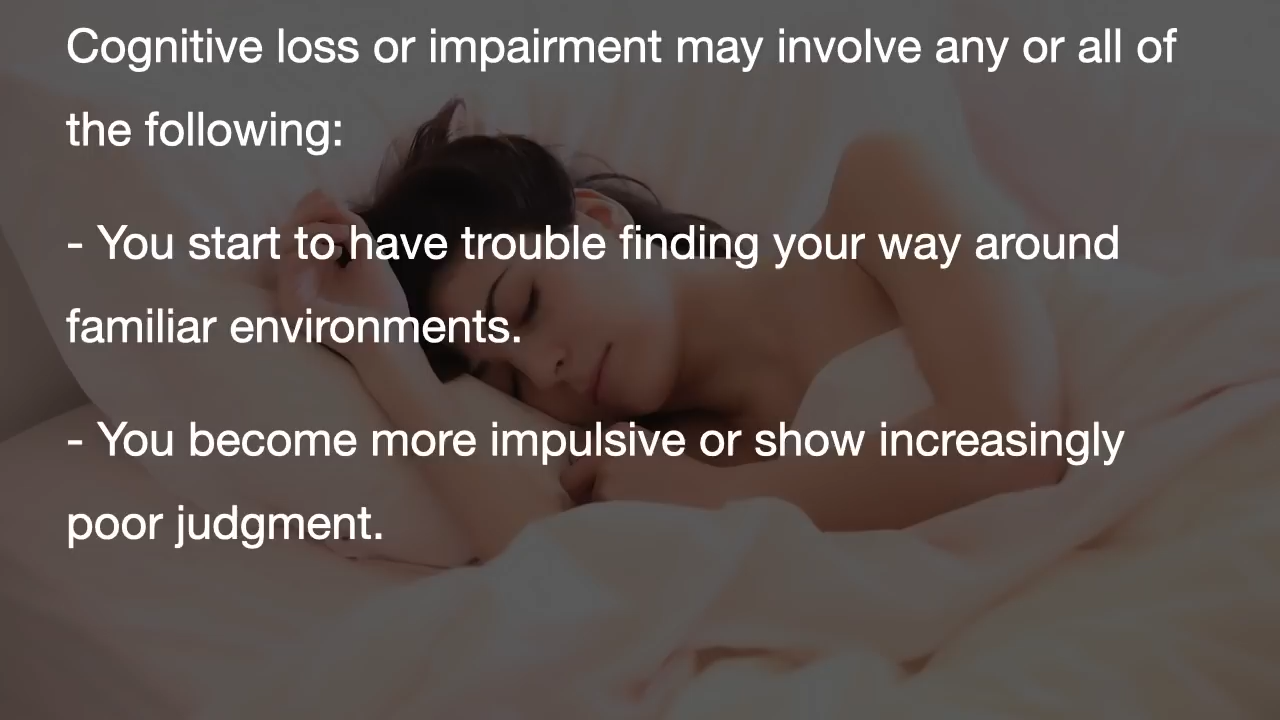 Cognitive loss or impairment may involve any or all of
the following:
- You start to have trouble finding your way around
familiar environments.
- You become more impulsive or show increasingly
poor judgment.